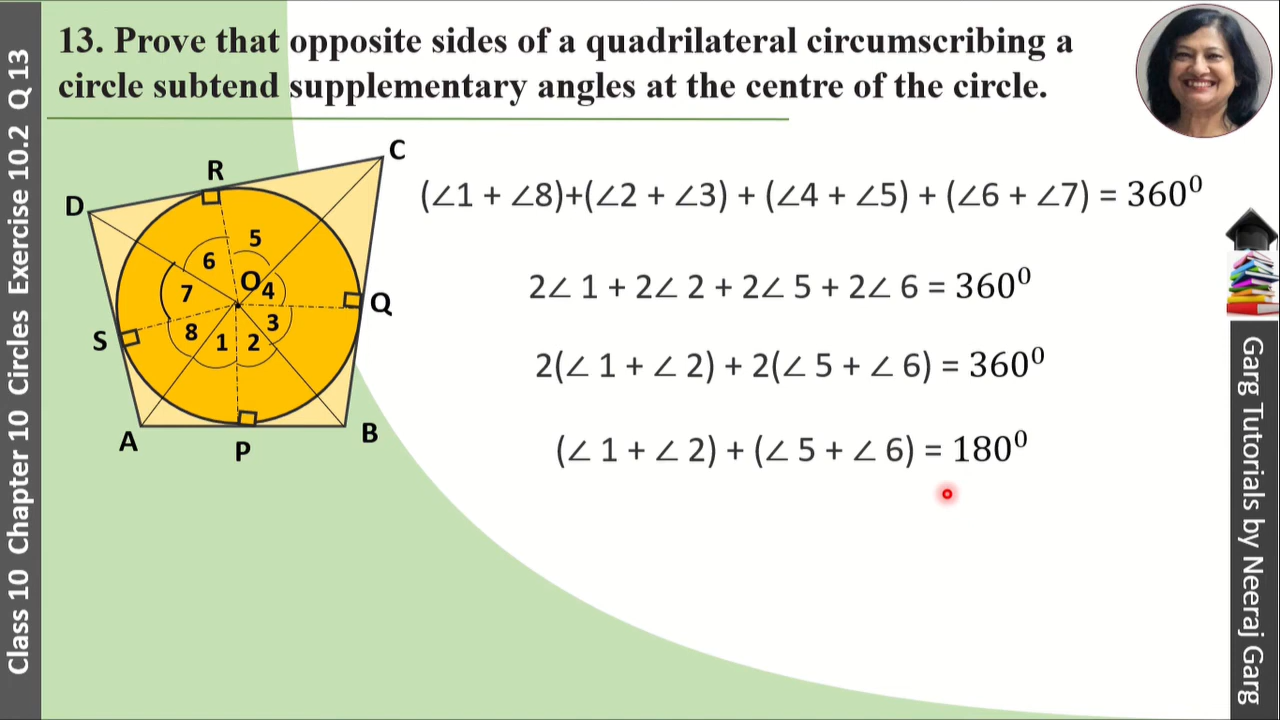 13. Prove that opposite sides of a quadrilateral circumscribing a
circle subtend supplementary angles at the centre of the circle.
Class 10 Chapter 10 Circles Exercise 10.2 Q 13
C
R
D
5
6
O
4
7
Q
3
S
8
1
2
A
B
P
(∠1 + ∠8)+(∠2 + ∠3) + (∠4 + ∠5) + (∠6 + ∠7) = 360⁰
2∠ 1 + 2∠ 2 + 2∠ 5 + 2∠ 6 = 360⁰
2(∠ 1 + ∠ 2) + 2(∠ 5 + ∠ 6) = 360⁰
(∠ 1 + ∠ 2) + (∠ 5 + ∠ 6) = 180⁰
Garg Tutorials by Neeraj Garg